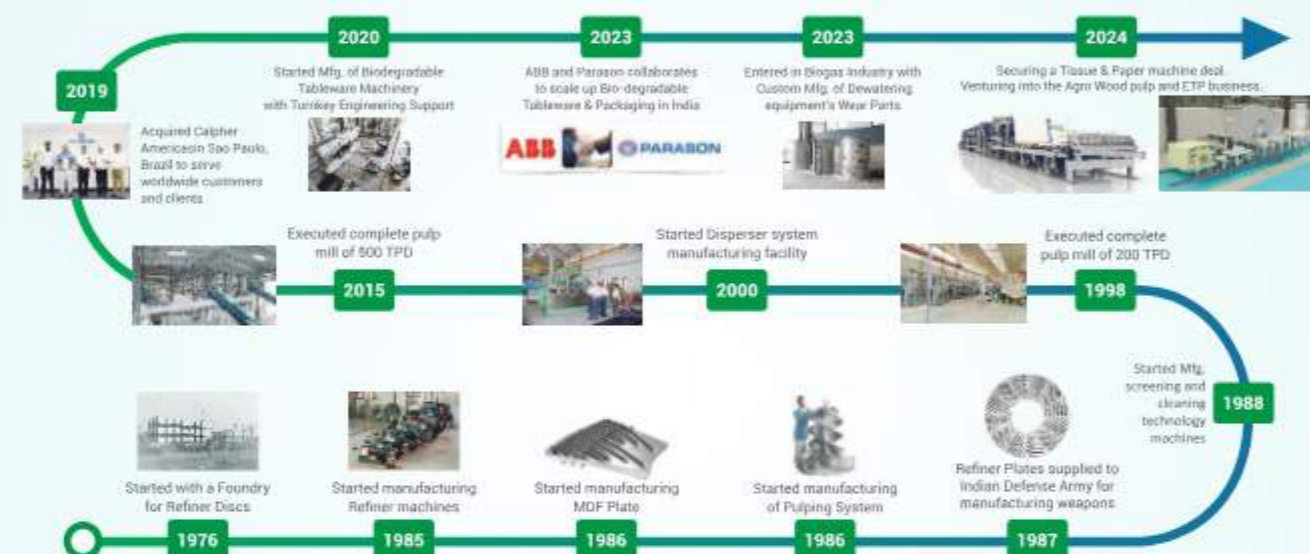 2020
2023
2023
2024
Started Mfg. of Biodegradable
Tableware Machinery
with Turnkey Engineering Support
ABB and Parason collaborates
to scale up Bio-degradable
Tableware & Packaging in India
Entered in Biogas Industry with
Custom Mfg. of Dewatering
equipment's Wear Parts
Securing a Tissue & Paper machine deal.
Venturing into the Agro Wood pulp and ETP business.
2019
Acquired Calpher
Americasin Sao Paulo,
Brazil to serve
worldwide customers
and clients
ABB
PARASON
Executed complete pulp
mill of 500 TPD
2015
Started Disperser system
manufacturing facility
2000
Executed complete
pulp mill of 200 TPD
1998
Started Mfg.
screening and
cleaning
technology
machines
1988
Started with a Foundry
for Refiner Discs
1976
Started manufacturing
Refiner machines
1985
Started manufacturing
MDF Plate
1986
Started manufacturing
of Pulping System
1986
Refiner Plates supplied to
Indian Defense Army for
manufacturing weapons
1987